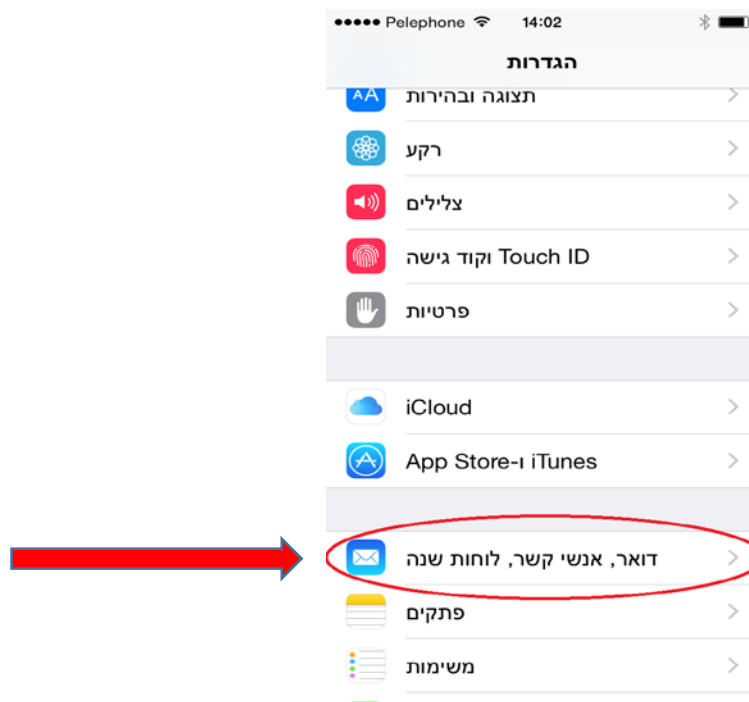 Pelephone 14:02
הגדרות
AA תצוגה ובהירות
רקע
צלילים
Touch ID וקוד גישה
פרטיות
iCloud
iTunes ו-App Store
דואר, אנשי קשר, לוחות שנה
פתקים
משימות